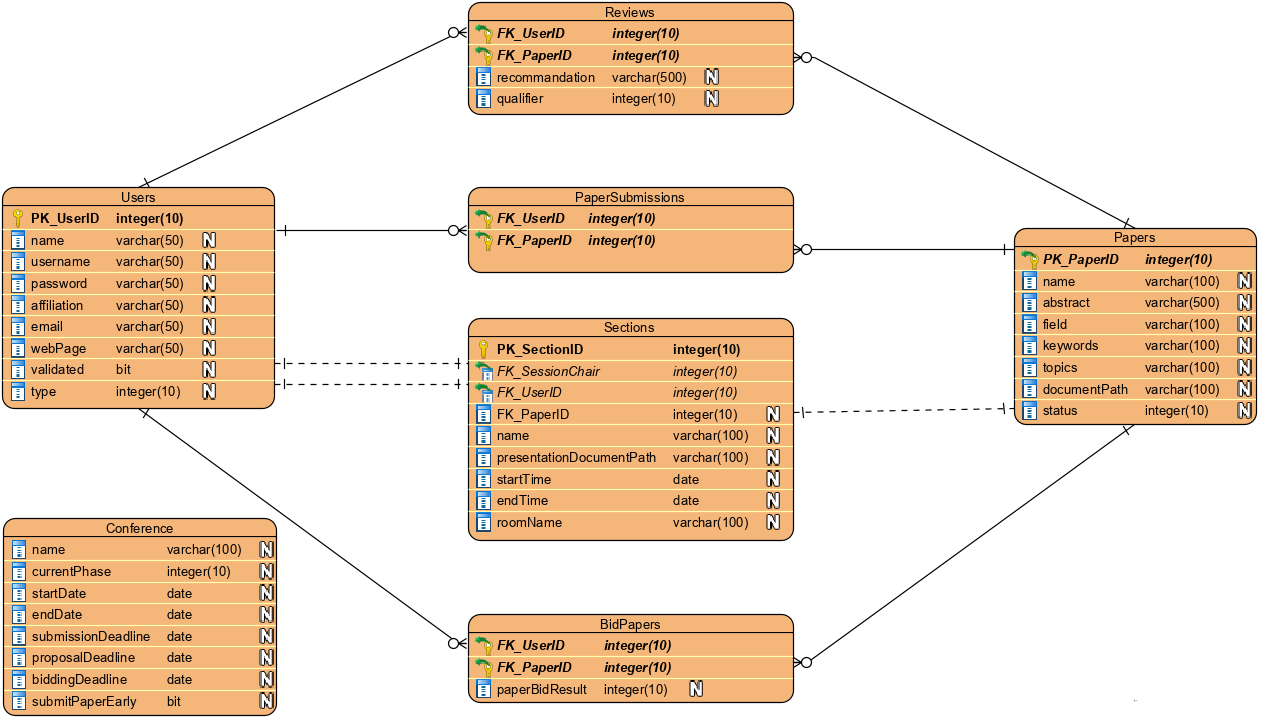 Reviews
FK_UserID integer(10)
FK_PaperID integer(10)
recommandation varchar(500) N
qualifier integer(10) N
Users
PK_UserID integer(10)
name varchar(50) N
username varchar(50) N
password varchar(50) N
affiliation varchar(50) N
email varchar(50) N
webPage varchar(50) N
validated bit N
type integer(10) N
PaperSubmissions
FK_UserID integer(10)
FK_PaperID integer(10)
Papers
PK_PaperID integer(10)
name varchar(100) N
abstract varchar(500) N
field varchar(100) N
keywords varchar(100) N
topics varchar(100) N
documentPath varchar(100) N
status integer(10) N
Sections
PK_SectionID integer(10)
FK_SessionChair integer(10)
FK_UserID integer(10)
FK_PaperID integer(10) N
name varchar(100) N
presentationDocumentPath varchar(100) N
startTime date N
endTime date N
roomName varchar(100) N
Conference
name varchar(100) N
currentPhase integer(10) N
startDate date N
endDate date N
submissionDeadline date N
proposalDeadline date N
biddingDeadline date N
submitPaperEarly bit N
BidPapers
FK_UserID integer(10)
FK_PaperID integer(10)
paperBidResult integer(10) N